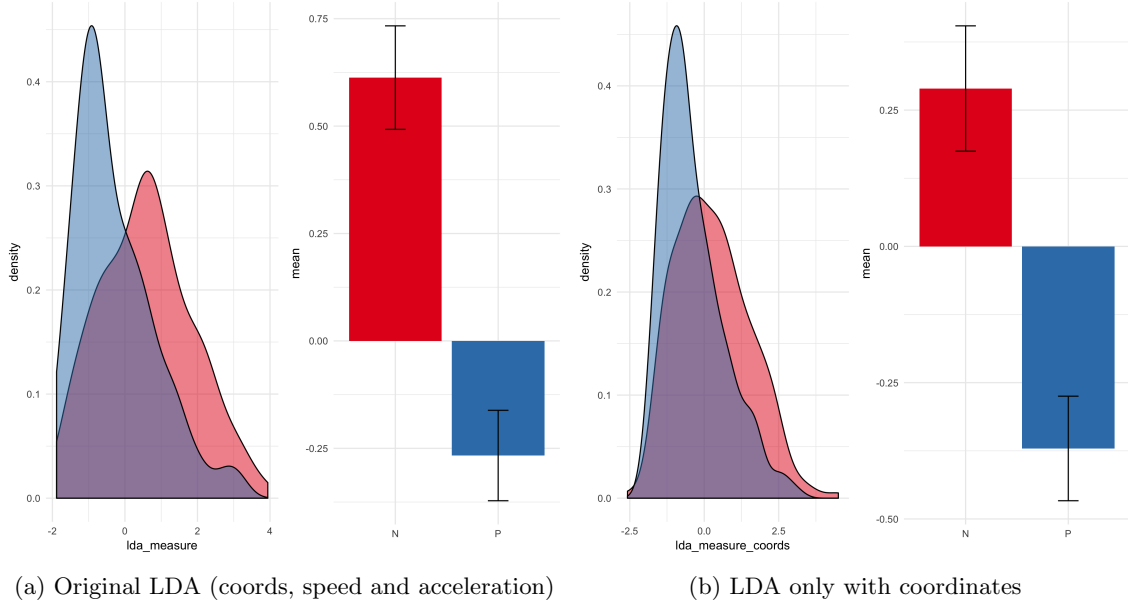 0.4
0.3
0.2
0.1
0.0
density
-2
0
2
4
lda_measure
0.75
0.50
0.25
0.00
-0.25
mean
N
P
0.4
0.3
0.2
0.1
0.0
density
-2.5
0.0
2.5
lda_measure_coords
0.25
0.00
-0.25
-0.50
mean
N
P
(a) Original LDA (coords, speed and acceleration)
(b) LDA only with coordinates